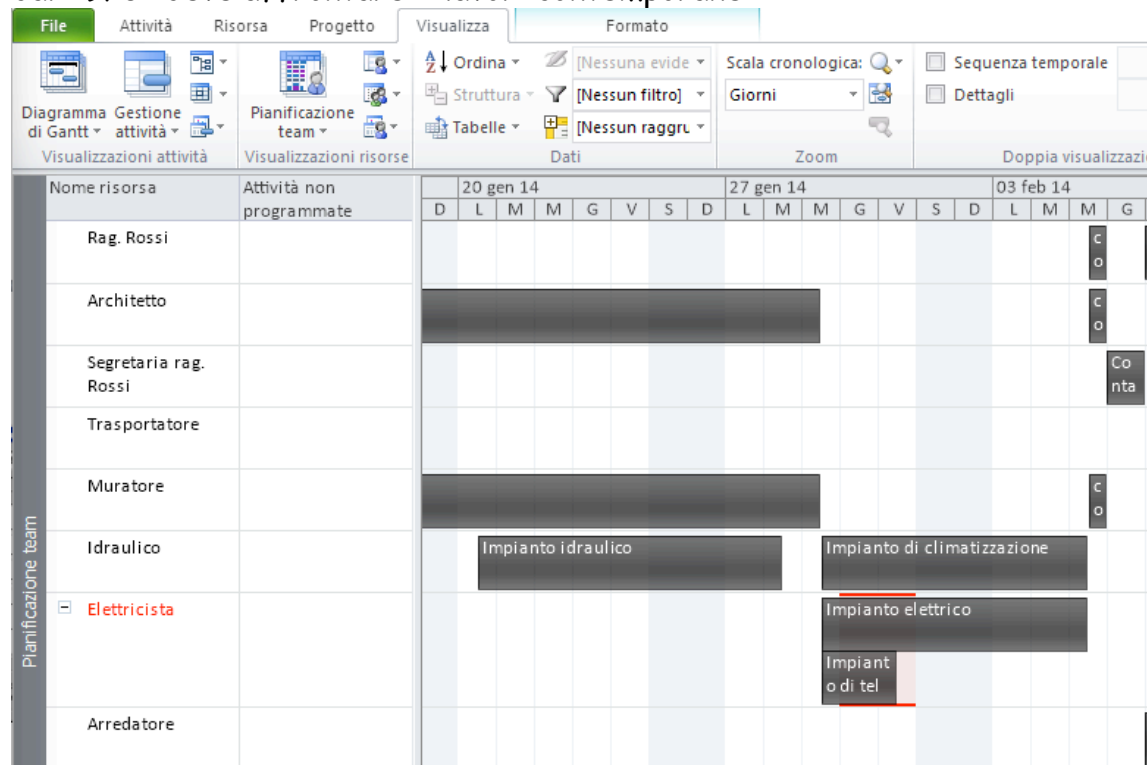 File Attività Risorsa Progetto Visualizza Formato
Ordina [Nessuna evide Scala cronologica: Sequenza temporale
Struttura [Nessun filtro] Giorni Dettagli
Diagramma di Gantt Gestione attività Pianificazione team Tabelle [Nessun raggru
Visualizzazioni attività Visualizzazioni risorse Dati Zoom Doppia visualizzazi
Nome risorsa Attività non programmate 20 gen 14 27 gen 14 03 feb 14
D L M M G V S D L M M G V S D L M M G
Rag. Rossi c o
Architetto c o
Segretaria rag. Rossi Co nta
Trasportatore
Muratore c o
Idraulico Impianto idraulico Impianto di climatizzazione
Elettricista Impianto elettrico
Impiant o di tel
Arredatore
Pianificazione team